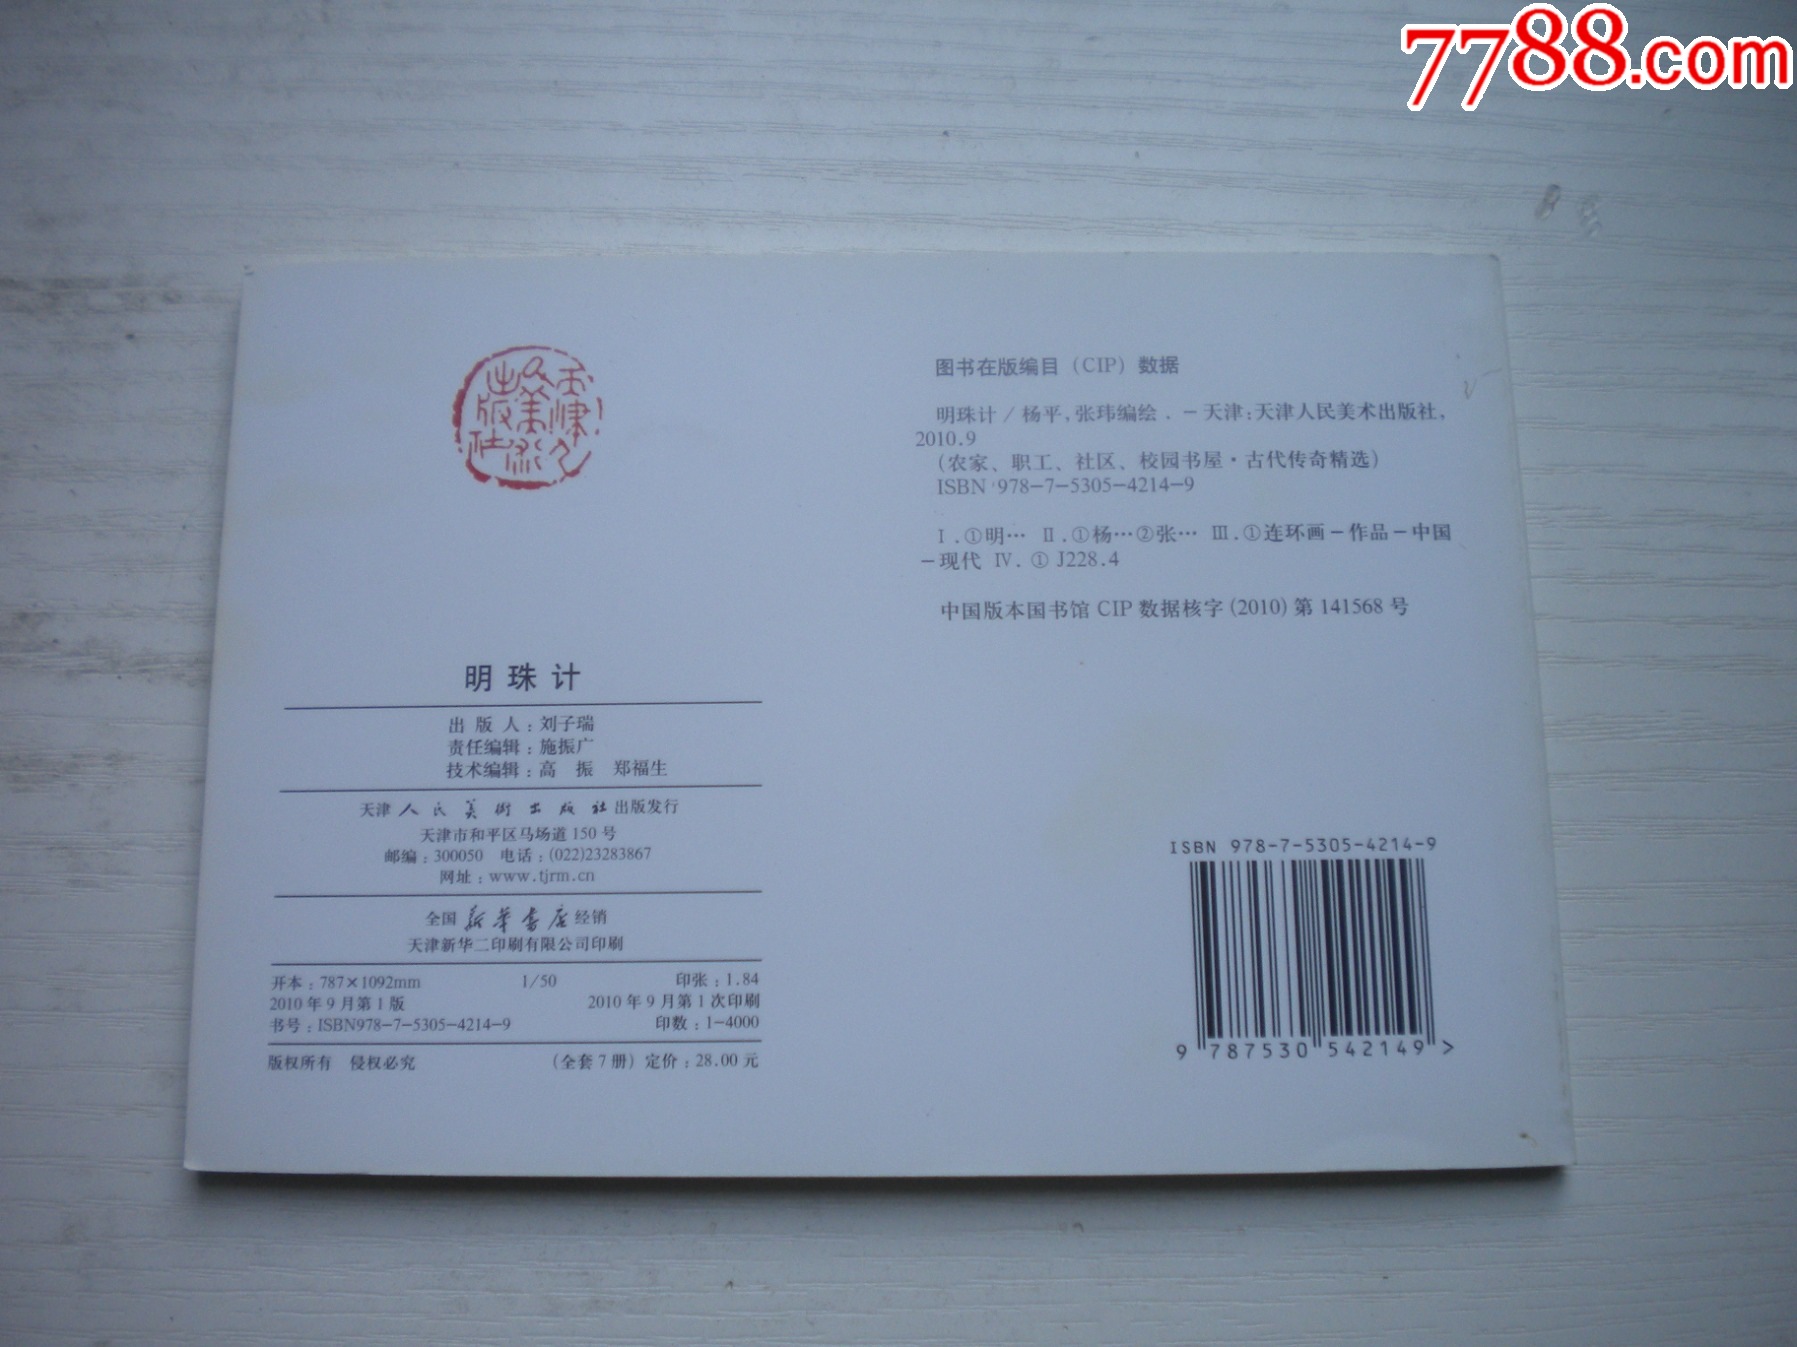 7788.com
天津人民美术出版社
明珠计
出 版 人：刘子瑞
责任编辑：施振广
技术编辑：高 振 郑福生
天津人民美術出版社出版发行
天津市和平区马场道150号
邮编：300050 电话：(022)23283867
网址：www.tjrm.cn
全国新华书店经销
天津新华二印刷有限公司印刷
开本：787×1092mm 1/50 印张：1.84
2010年9月第1版 2010年9月第1次印刷
书号：ISBN978-7-5305-4214-9 印数：1-4000
版权所有 侵权必究 （全套7册）定价：28.00元
图书在版编目（CIP）数据
明珠计／杨平，张玮编绘．－天津：天津人民美术出版社，
2010.9
（农家、职工、社区、校园书屋·古代传奇精选）
ISBN 978-7-5305-4214-9
Ⅰ.①明… Ⅱ.①杨…②张… Ⅲ.①连环画－作品－中国
－现代 Ⅳ.①J228.4
中国版本国书馆CIP数据核字(2010)第141568号
ISBN 978-7-5305-4214-9
9 787530 542149 >